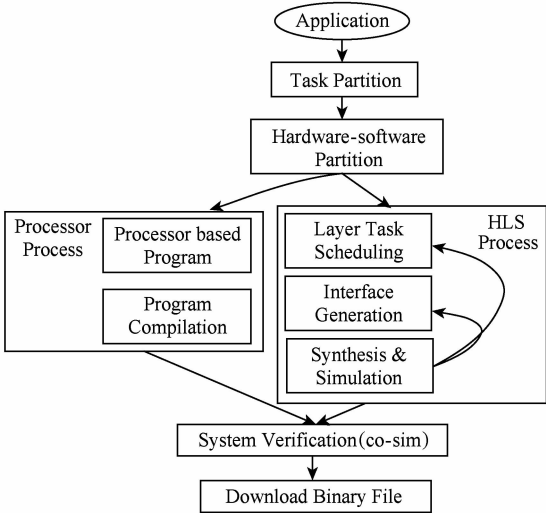 Application
Task Partition
Hardware-software
Partition
Processor
Process
Processor based
Program
Program
Compilation
HLS
Process
Layer Task
Scheduling
Interface
Generation
Synthesis &
Simulation
System Verification(co-sim)
Download Binary File